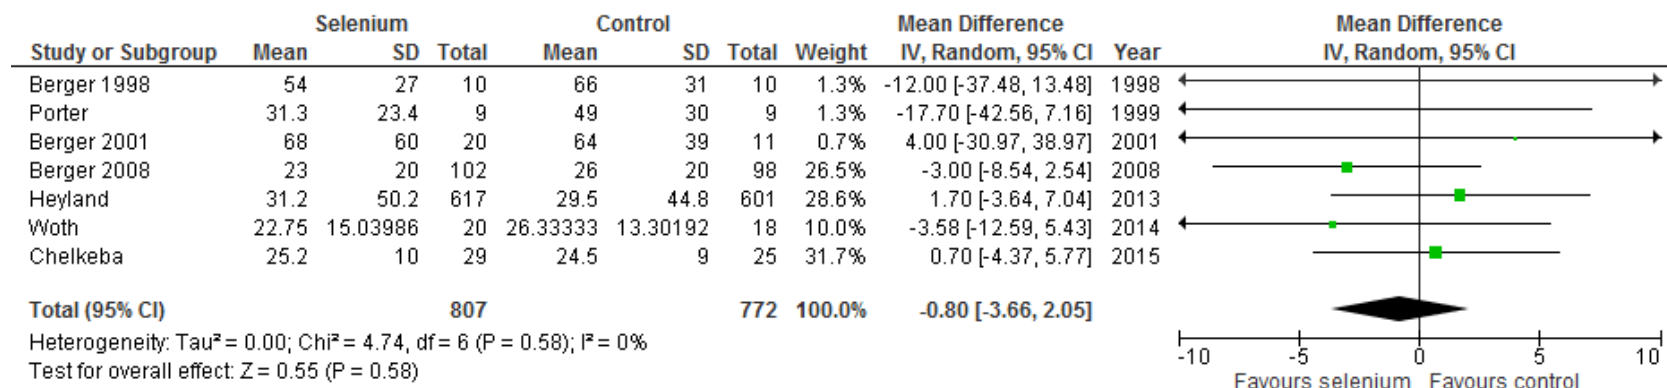 Selenium Control Mean Difference Mean Difference
Study or Subgroup Mean SD Total Mean SD Total Weight IV, Random, 95% CI Year IV, Random, 95% CI
Berger 1998 54 27 10 66 31 10 1.3% -12.00 [-37.48, 13.48] 1998
Porter 31.3 23.4 9 49 30 9 1.3% -17.70 [-42.56, 7.16] 1999
Berger 2001 68 60 20 64 39 11 0.7% 4.00 [-30.97, 38.97] 2001
Berger 2008 23 20 102 26 20 98 26.5% -3.00 [-8.54, 2.54] 2008
Heyland 31.2 50.2 617 29.5 44.8 601 28.6% 1.70 [-3.64, 7.04] 2013
Woth 22.75 15.03986 20 26.33333 13.30192 18 10.0% -3.58 [-12.59, 5.43] 2014
Chelkeba 25.2 10 29 24.5 9 25 31.7% 0.70 [-4.37, 5.77] 2015
Total (95% CI) 807 772 100.0% -0.80 [-3.66, 2.05]
Heterogeneity: Tau² = 0.00; Chi² = 4.74, df = 6 (P = 0.58); I² = 0%
Test for overall effect: Z = 0.55 (P = 0.58)
-10 -5 0 5 10
Favours selenium Favours control